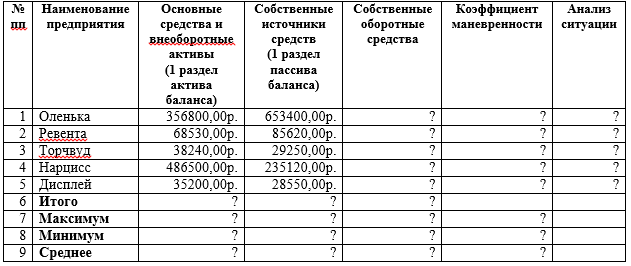 № пп Наименование предприятия Основные средства и внеоборотные активы (1 раздел актива баланса) Собственные источники средств (1 раздел пассива баланса) Собственные оборотные средства Коэффициент маневренности Анализ ситуации
1 Оленька 356800,00р. 653400,00р. ? ? ?
2 Ревента 68530,00р. 85620,00р. ? ? ?
3 Торчвуд 38240,00р. 29250,00р. ? ? ?
4 Нарцисс 486500,00р. 235120,00р. ? ? ?
5 Дисплей 35200,00р. 28550,00р. ? ? ?
6 Итого ? ? ?
7 Максимум ? ? ? ?
8 Минимум ? ? ? ?
9 Среднее ? ? ? ?